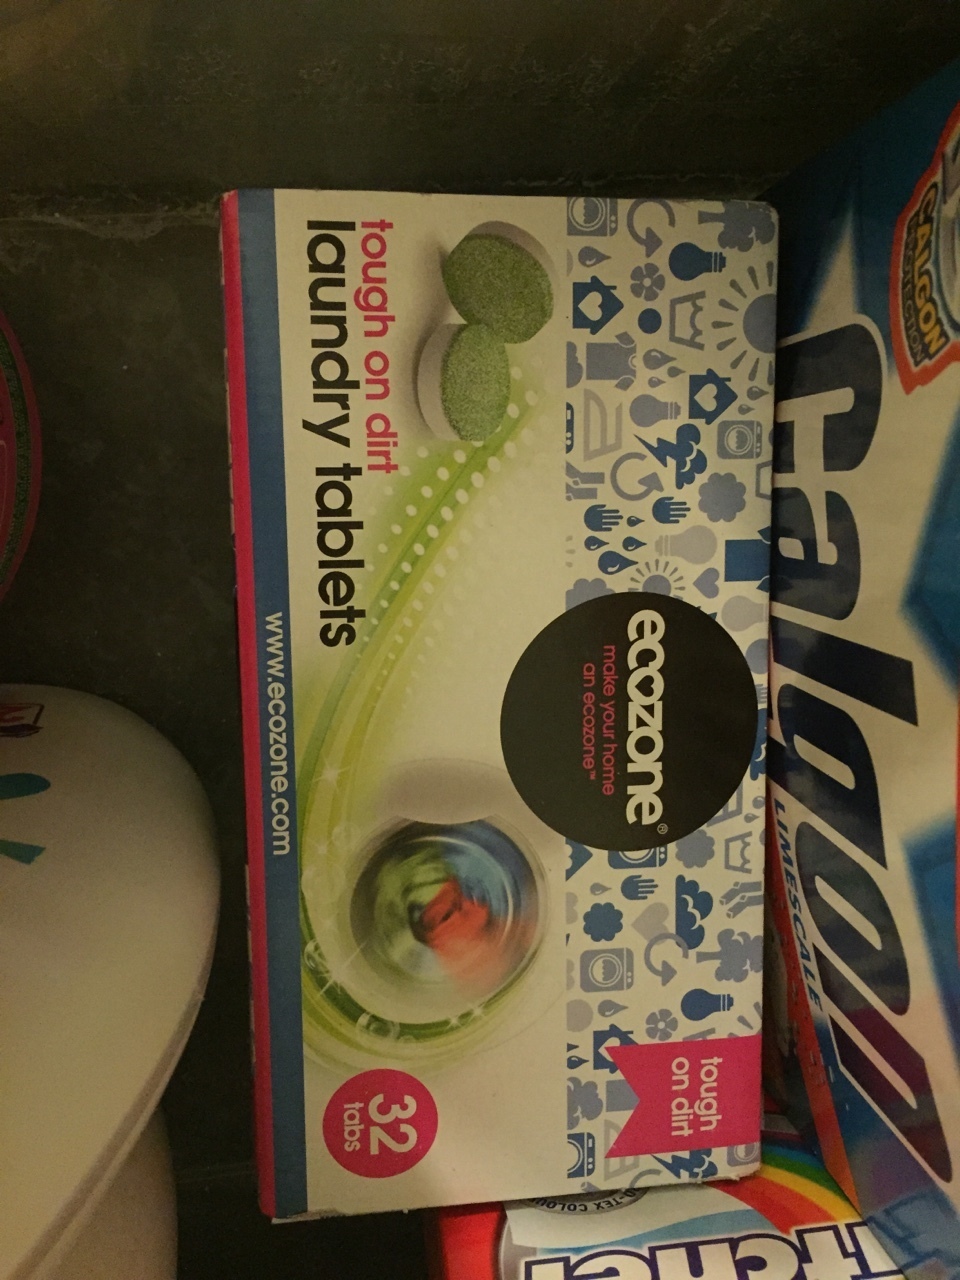 ecozone®
make your home
an ecozone™
tough
on dirt
tough on dirt
laundry tablets
32
tabs
www.ecozone.com
CALGON
PROTECTION
Calgon
LIMESCALE